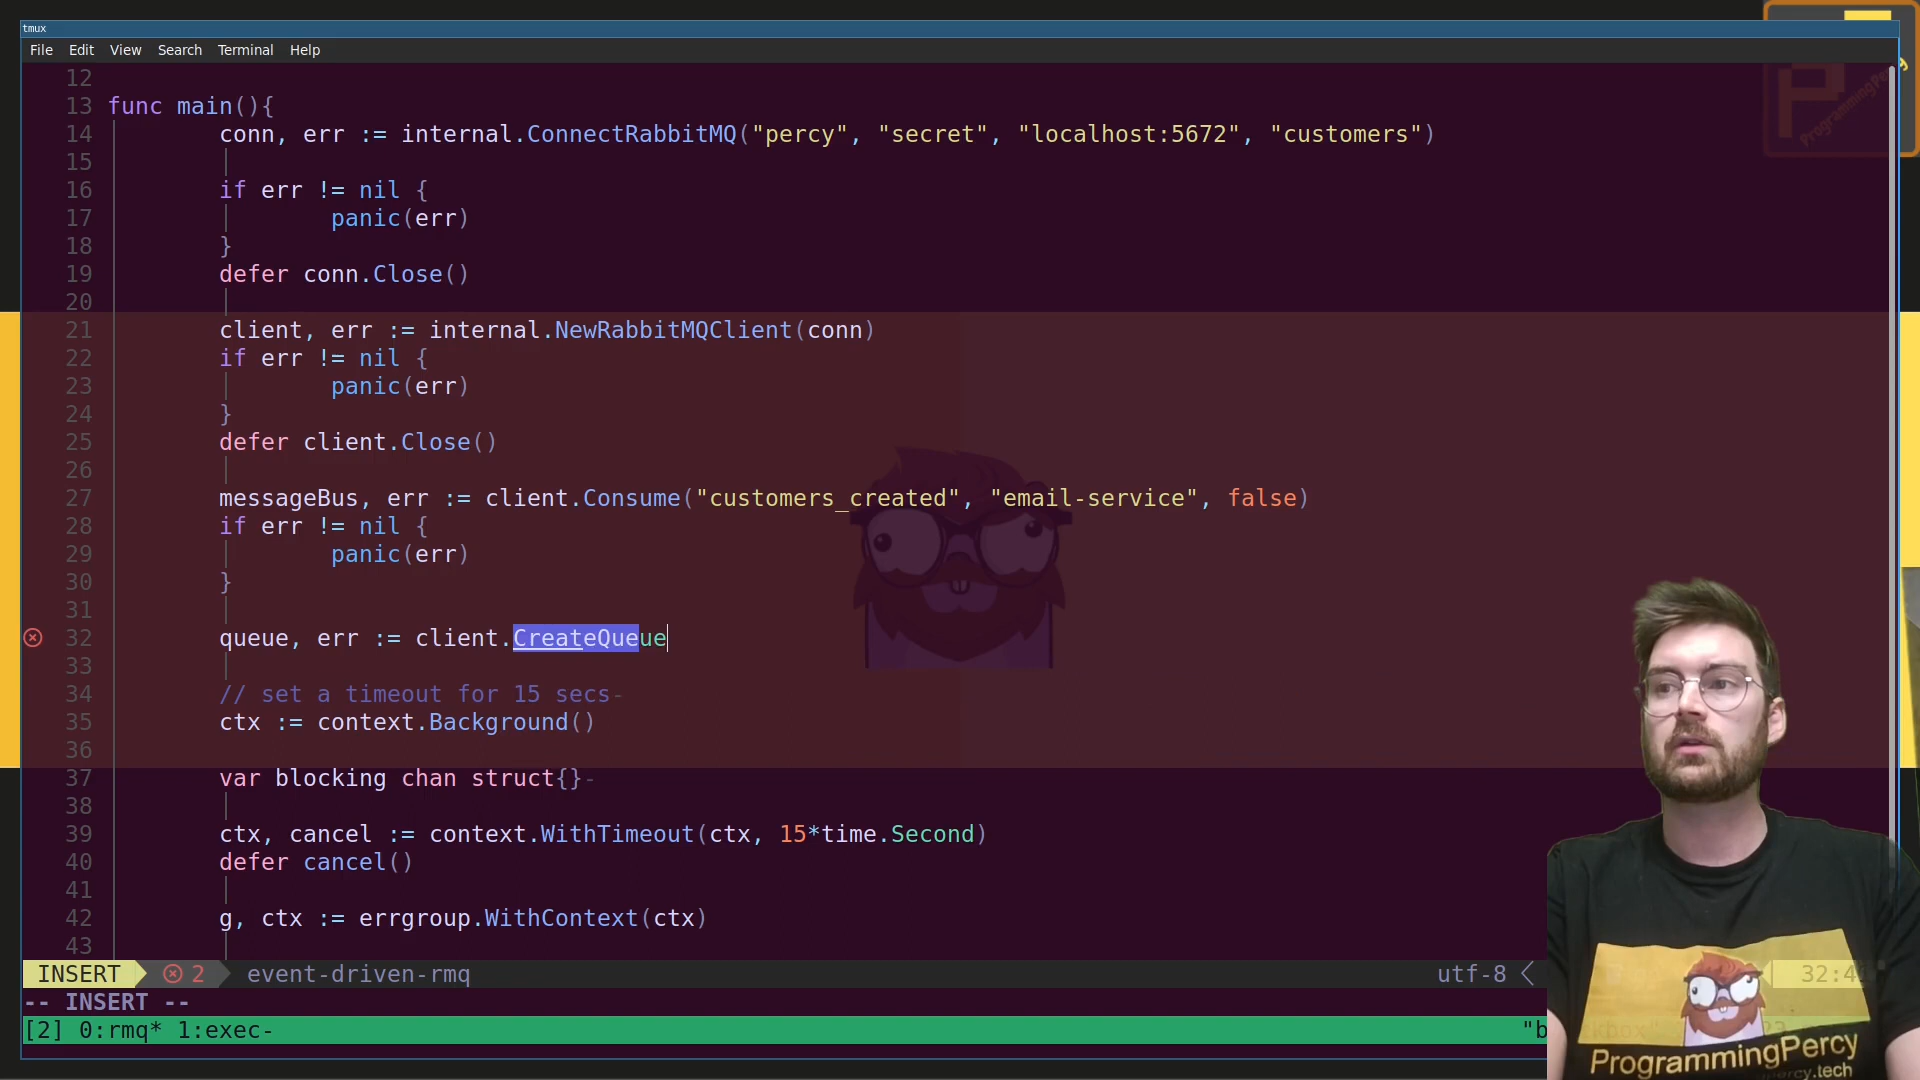 tmux
File Edit View Search Terminal Help
12
13 func main(){
14 conn, err := internal.ConnectRabbitMQ("percy", "secret", "localhost:5672", "customers")
15
16 if err != nil {
17 panic(err)
18 }
19 defer conn.Close()
20
21 client, err := internal.NewRabbitMQClient(conn)
22 if err != nil {
23 panic(err)
24 }
25 defer client.Close()
26
27 messageBus, err := client.Consume("customers_created", "email-service", false)
28 if err != nil {
29 panic(err)
30 }
31
32 queue, err := client.CreateQueue
33
34 // set a timeout for 15 secs-
35 ctx := context.Background()
36
37 var blocking chan struct{}-
38
39 ctx, cancel := context.WithTimeout(ctx, 15*time.Second)
40 defer cancel()
41
42 g, ctx := errgroup.WithContext(ctx)
43
INSERT 2 event-driven-rmq utf-8
-- INSERT --
[2] 0:rmq* 1:exec-
ProgrammingPercy